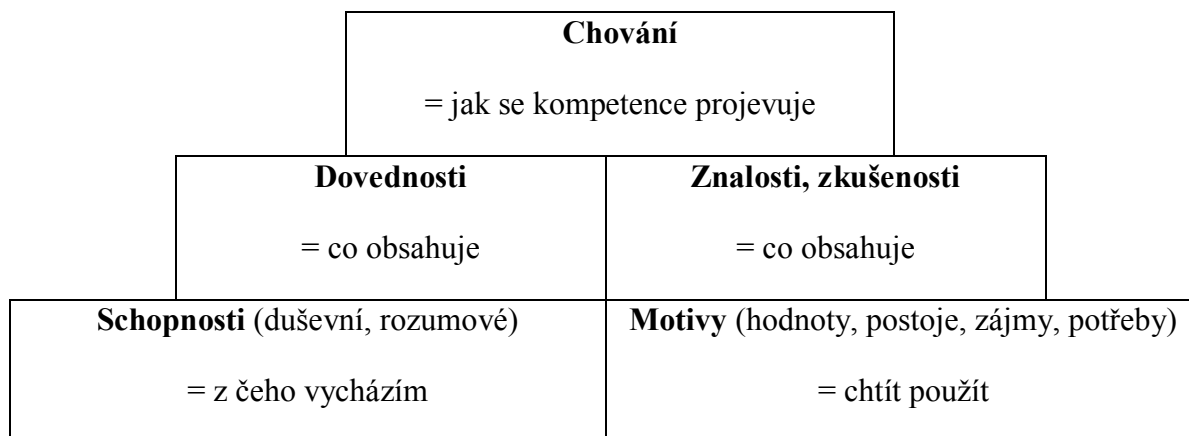 Chování
= jak se kompetence projevuje
Dovednosti
= co obsahuje
Znalosti, zkušenosti
= co obsahuje
Schopnosti (duševní, rozumové)
= z čeho vycházím
Motivy (hodnoty, postoje, zájmy, potřeby)
= chtít použít